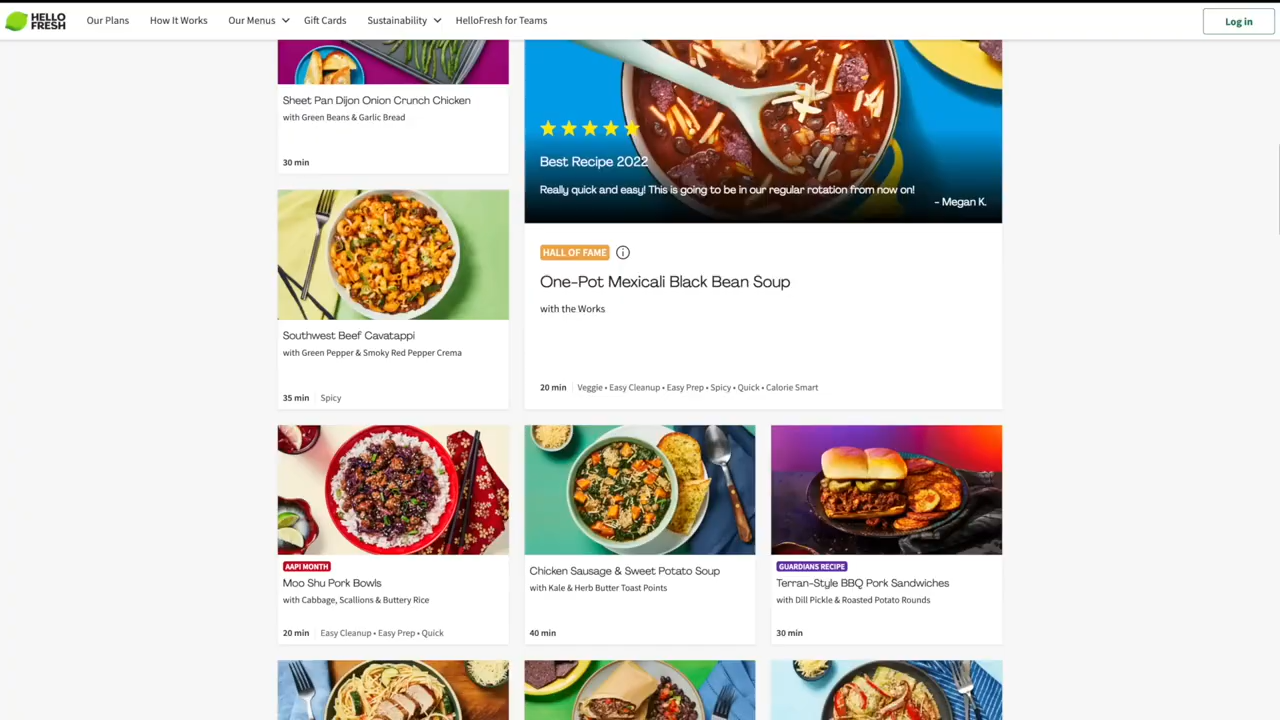 HELLO
FRESH
Our Plans
How It Works
Our Menus
Gift Cards
Sustainability
HelloFresh for Teams
Log in
Sheet Pan Dijon Onion Crunch Chicken
with Green Beans & Garlic Bread
30 min
Best Recipe 2022
Really quick and easy! This is going to be in our regular rotation from now on!
- Megan K.
HALL OF FAME
One-Pot Mexicali Black Bean Soup
with the Works
20 min
Veggie • Easy Cleanup • Easy Prep • Spicy • Quick • Calorie Smart
Southwest Beef Cavatappi
with Green Pepper & Smoky Red Pepper Crema
35 min
Spicy
AAPI MONTH
Moo Shu Pork Bowls
with Cabbage, Scallions & Buttery Rice
20 min
Easy Cleanup • Easy Prep • Quick
Chicken Sausage & Sweet Potato Soup
with Kale & Herb Butter Toast Points
40 min
GUARDIANS RECIPE
Terran-Style BBQ Pork Sandwiches
with Dill Pickle & Roasted Potato Rounds
30 min